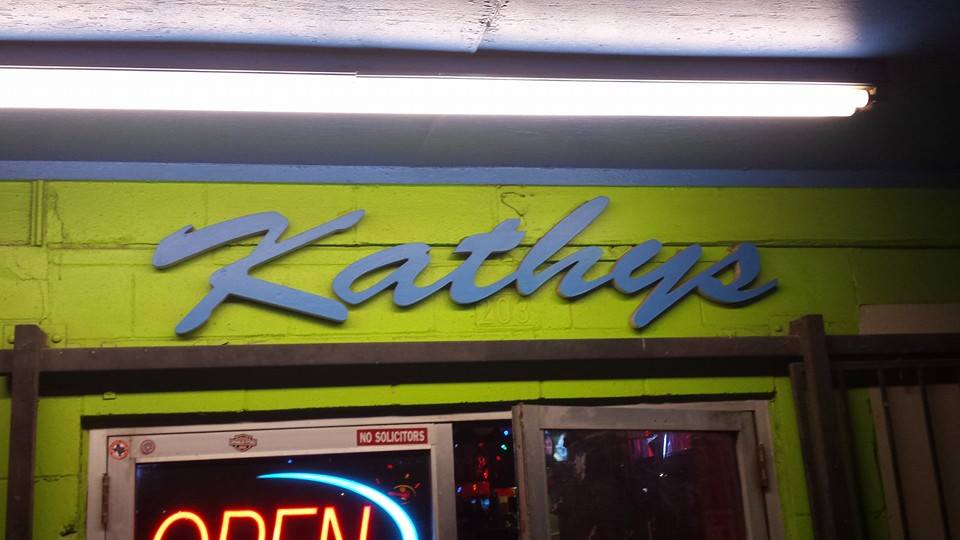 Kathys
203
NO SOLICITORS
OPEN